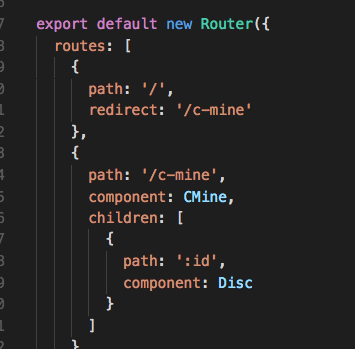 export default new Router({
routes: [
{
path: '/',
redirect: '/c-mine'
},
{
path: '/c-mine',
component: CMine,
children: [
{
path: ':id',
component: Disc
}
]
}